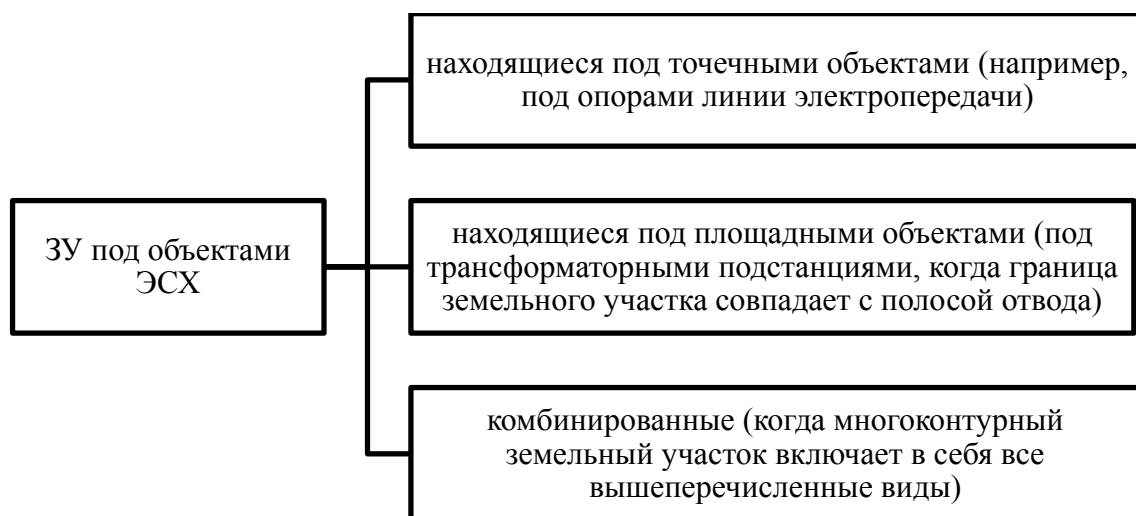 находящиеся под точечными объектами (например,
под опорами линии электропередачи)
ЗУ под объектами
ЭСХ
находящиеся под площадными объектами (под
трансформаторными подстанциями, когда граница
земельного участка совпадает с полосой отвода)
комбинированные (когда многоконтурный
земельный участок включает в себя все
вышеперечисленные виды)